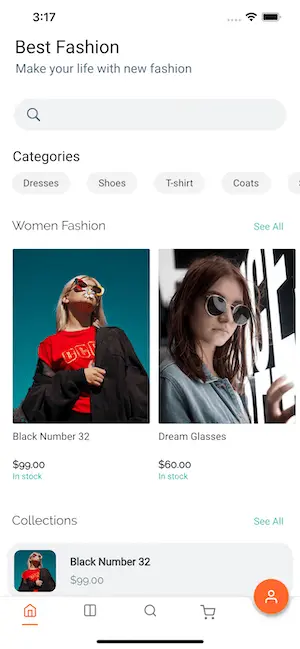 3:17
Best Fashion
Make your life with new fashion
Categories
Dresses Shoes T-shirt Coats
Women Fashion See All
Black Number 32 Dream Glasses
$99.00 $60.00
In stock In stock
Collections See All
Black Number 32
$99.00